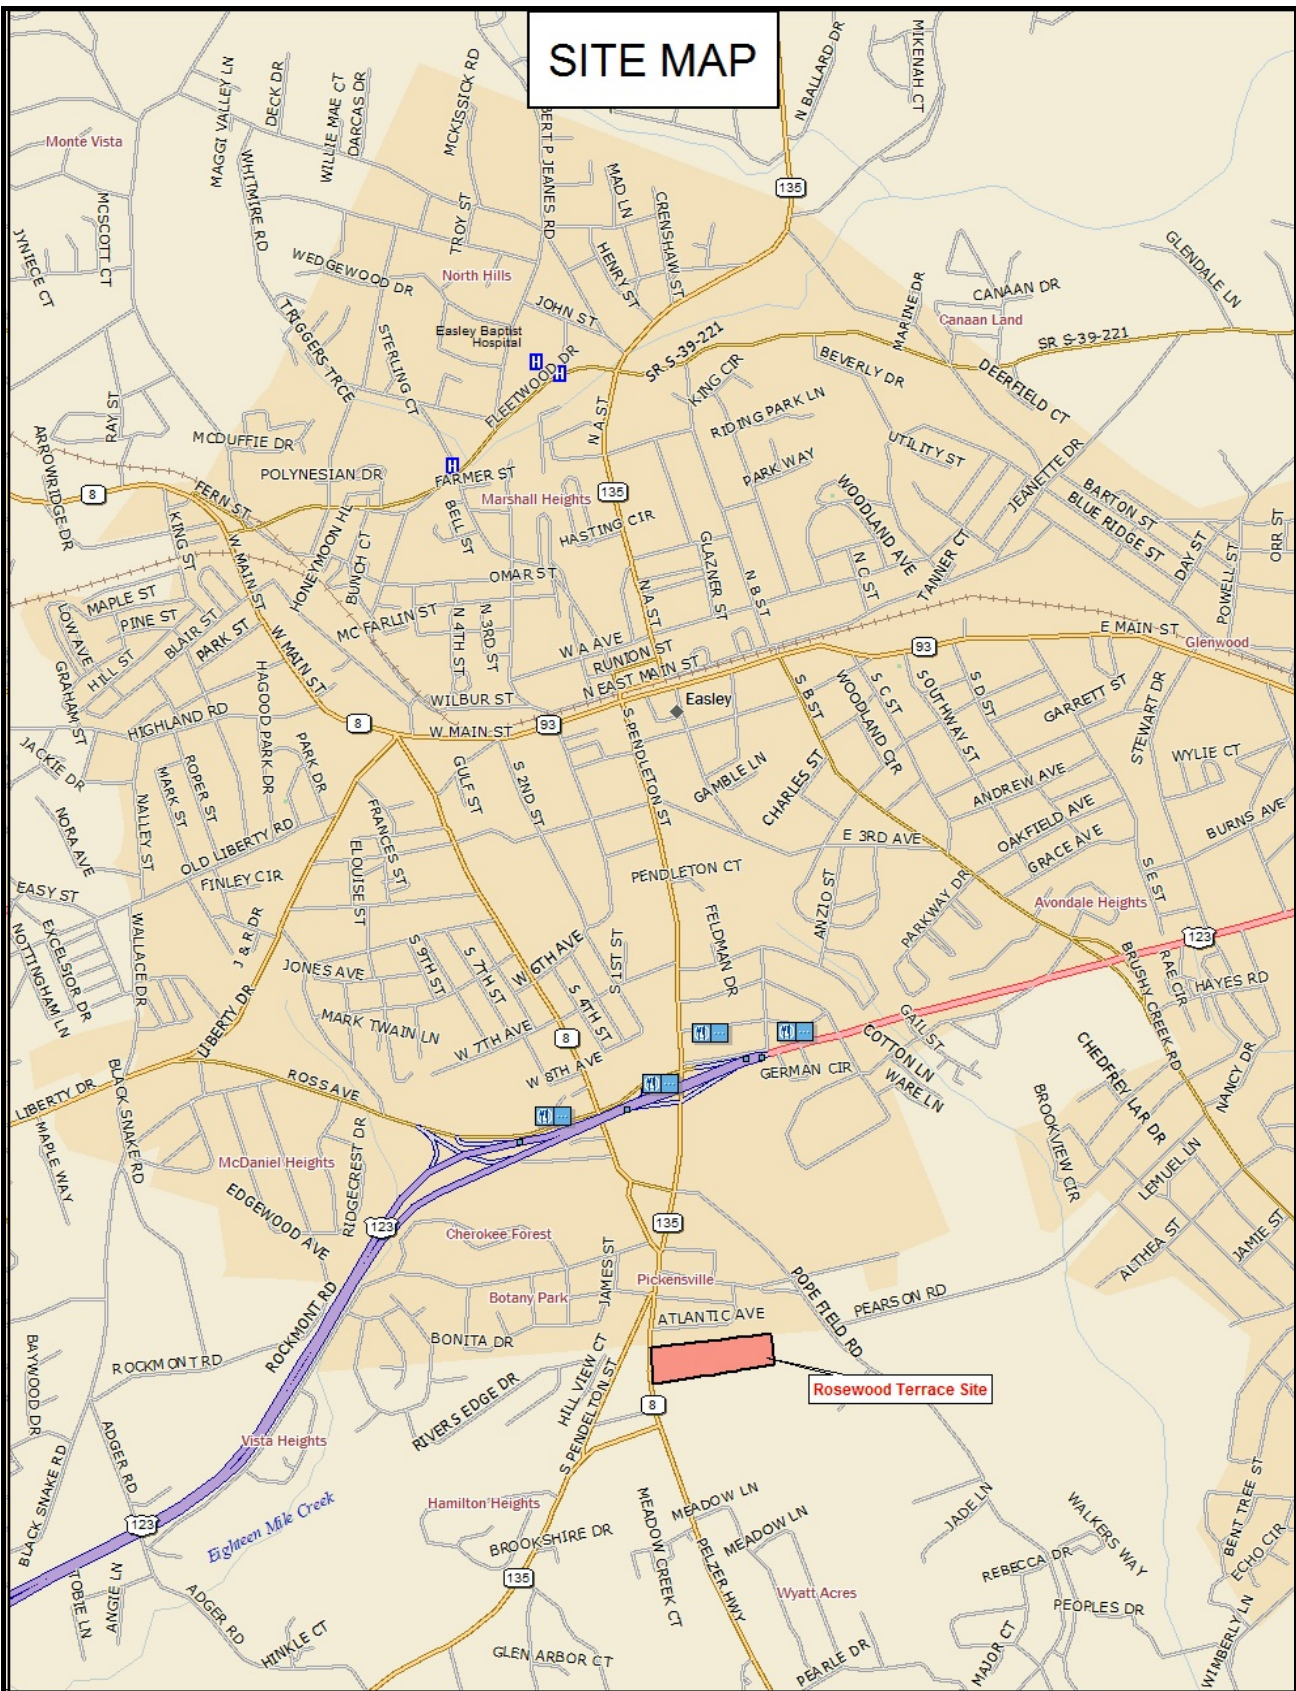 SITE MAP
N BALLARD DR
MIKENAH CT
MAGGI VALLEY LN
DECK DR
WILLIE MAE CT
DARCAS DR
MCKISSICK RD
BERT P JEANES RD
Monte Vista
MCSCOTT CT
WHITMIRE RD
TROY ST
MAD LN
CRENSHAW ST
135
JYNIECE CT
WEDGEWOOD DR
North Hills
HENRY ST
GLENDALE LN
CANAAN DR
Canaan Land
MARINE DR
TRIGGERS TRCE
STERLING CT
JOHN ST
Easley Baptist
Hospital
H
H
FLEETWOOD DR
SR S-39-221
SR S-39-221
KING CIR
BEVERLY DR
DEERFIELD CT
RAY ST
ARROWRIDGE DR
MCDUFFIE DR
N A ST
RIDING PARK LN
UTILITY ST
POLYNESIAN DR
H
FARMER ST
PARK WAY
JEANETTE DR
8
FERN ST
Marshall Heights
135
WOODLAND AVE
BARTON ST
BLUE RIDGE ST
KING ST
W MAIN ST
HONEYMOON HL
BUNCH CT
BELL ST
HASTING CIR
GLAZNER ST
N B ST
N C ST
TANNER CT
DAY ST
POWELL ST
ORR ST
OMAR ST
N A ST
LOW AVE
MAPLE ST
PINE ST
BLAIR ST
PARK ST
HILL ST
MC FARLIN ST
N 4TH ST
N 3RD ST
W A AVE
RUNION ST
N EAST MAIN ST
93
E MAIN ST
Glenwood
GRAHAM ST
W MAIN ST
HAGOOD PARK DR
WILBUR ST
Easley
S B ST
WOODLAND CIR
S C ST
SOUTHWAY ST
S D ST
GARRETT ST
STEWART DR
HIGHLAND RD
8
W MAIN ST
93
S PENDLETON ST
JACKIE DR
MARK ST
ROPER ST
PARK DR
GULF ST
S 2ND ST
GAMBLE LN
CHARLES ST
ANDREW AVE
WYLIE CT
NORA AVE
NALLEY ST
OLD LIBERTY RD
FRANCES ST
ELOUISE ST
E 3RD AVE
OAKFIELD AVE
GRACE AVE
BURNS AVE
FINLEY CIR
PENDLETON CT
EASY ST
EXCELSIOR DR
NOTTINGHAM LN
WALLACE DR
J & R DR
FELDMAN DR
ANZIO ST
PARKWAY DR
Avondale Heights
S E ST
123
JONES AVE
S 9TH ST
S 7TH ST
W 6TH AVE
S 1ST ST
S 4TH ST
BRUSHY CREEK RD
RAE CIR
HAYES RD
LIBERTY DR
MARK TWAIN LN
W 7TH AVE
8
W 8TH AVE
GERMAN CIR
GAIL ST
COTTON LN
WARE LN
CHEDFREY LAR DR
NANCY DR
LIBERTY DR
BLACK SNAKE RD
ROSS AVE
MAPLE WAY
BROOKVIEW CIR
McDaniel Heights
RIDGECREST DR
EDGEWOOD AVE
LEMUEL LN
123
135
Cherokee Forest
JAMES ST
Pickensville
POPE FIELD RD
PEARSON RD
ALTHEA ST
JAMIE ST
ROCKMONT RD
Botany Park
ATLANTIC AVE
BAYWOOD DR
ROCKMONT RD
BONITA DR
HILL VIEW CT
Rosewood Terrace Site
RIVERS EDGE DR
S PENDELTON ST
8
BLACK SNAKE RD
ADGER RD
Vista Heights
Hamilton Heights
MEADOW CREEK CT
MEADOW LN
MEADOW LN
JADE LN
WALKERS WAY
BENT TREE ST
ECHO CIR
123
Eighteen Mile Creek
BROOKSHIRE DR
PELZER HWY
REBECCA DR
TOBIE LN
ANGIE LN
135
Wyatt Acres
PEOPLES DR
ADGER RD
HINKLE CT
GLEN ARBOR CT
PEARLE DR
MAJOR CT
WIMBERLY LN